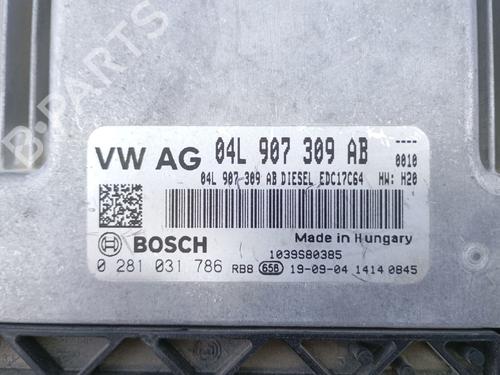 B-PARTS
VW AG 04L 907 309 AB ----
0010
04L 907 309 AB DIESEL EDC17C64 HW: H20
Made in Hungary
BOSCH
1039S80385
0 281 031 786 RB8 65B 19-09-04 1414 0845